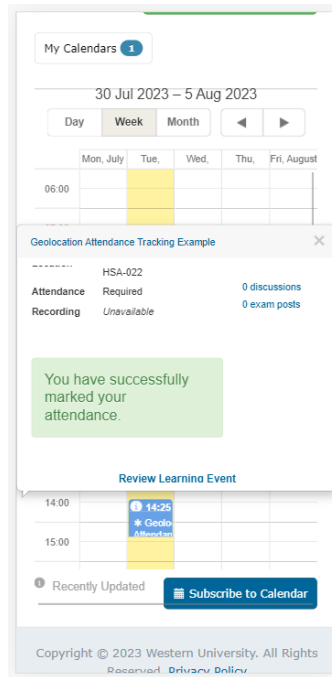 My Calendars 1
30 Jul 2023 – 5 Aug 2023
Day Week Month
Mon, July Tue, Wed, Thu, Fri, August
06:00
Geolocation Attendance Tracking Example ×
HSA-022
Attendance Required 0 discussions
Recording Unavailable 0 exam posts
You have successfully
marked your
attendance.
Review Learning Event
14:00
14:25
Geolo
Attendan
15:00
Recently Updated Subscribe to Calendar
Copyright © 2023 Western University. All Rights
Reserved. Privacy Policy